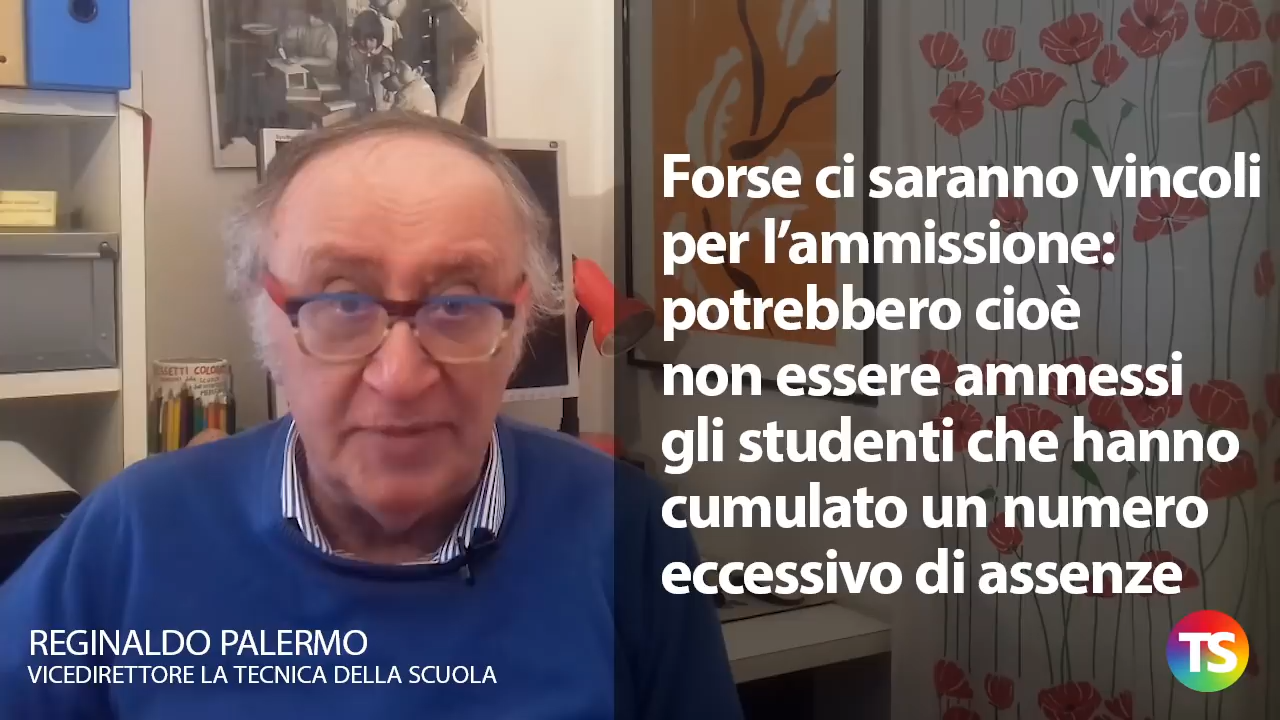 Forse ci saranno vincoli
per l’ammissione:
potrebbero cioè
non essere ammessi
gli studenti che hanno
cumulato un numero
eccessivo di assenze
REGINALDO PALERMO
VICEDIRETTORE LA TECNICA DELLA SCUOLA
TS